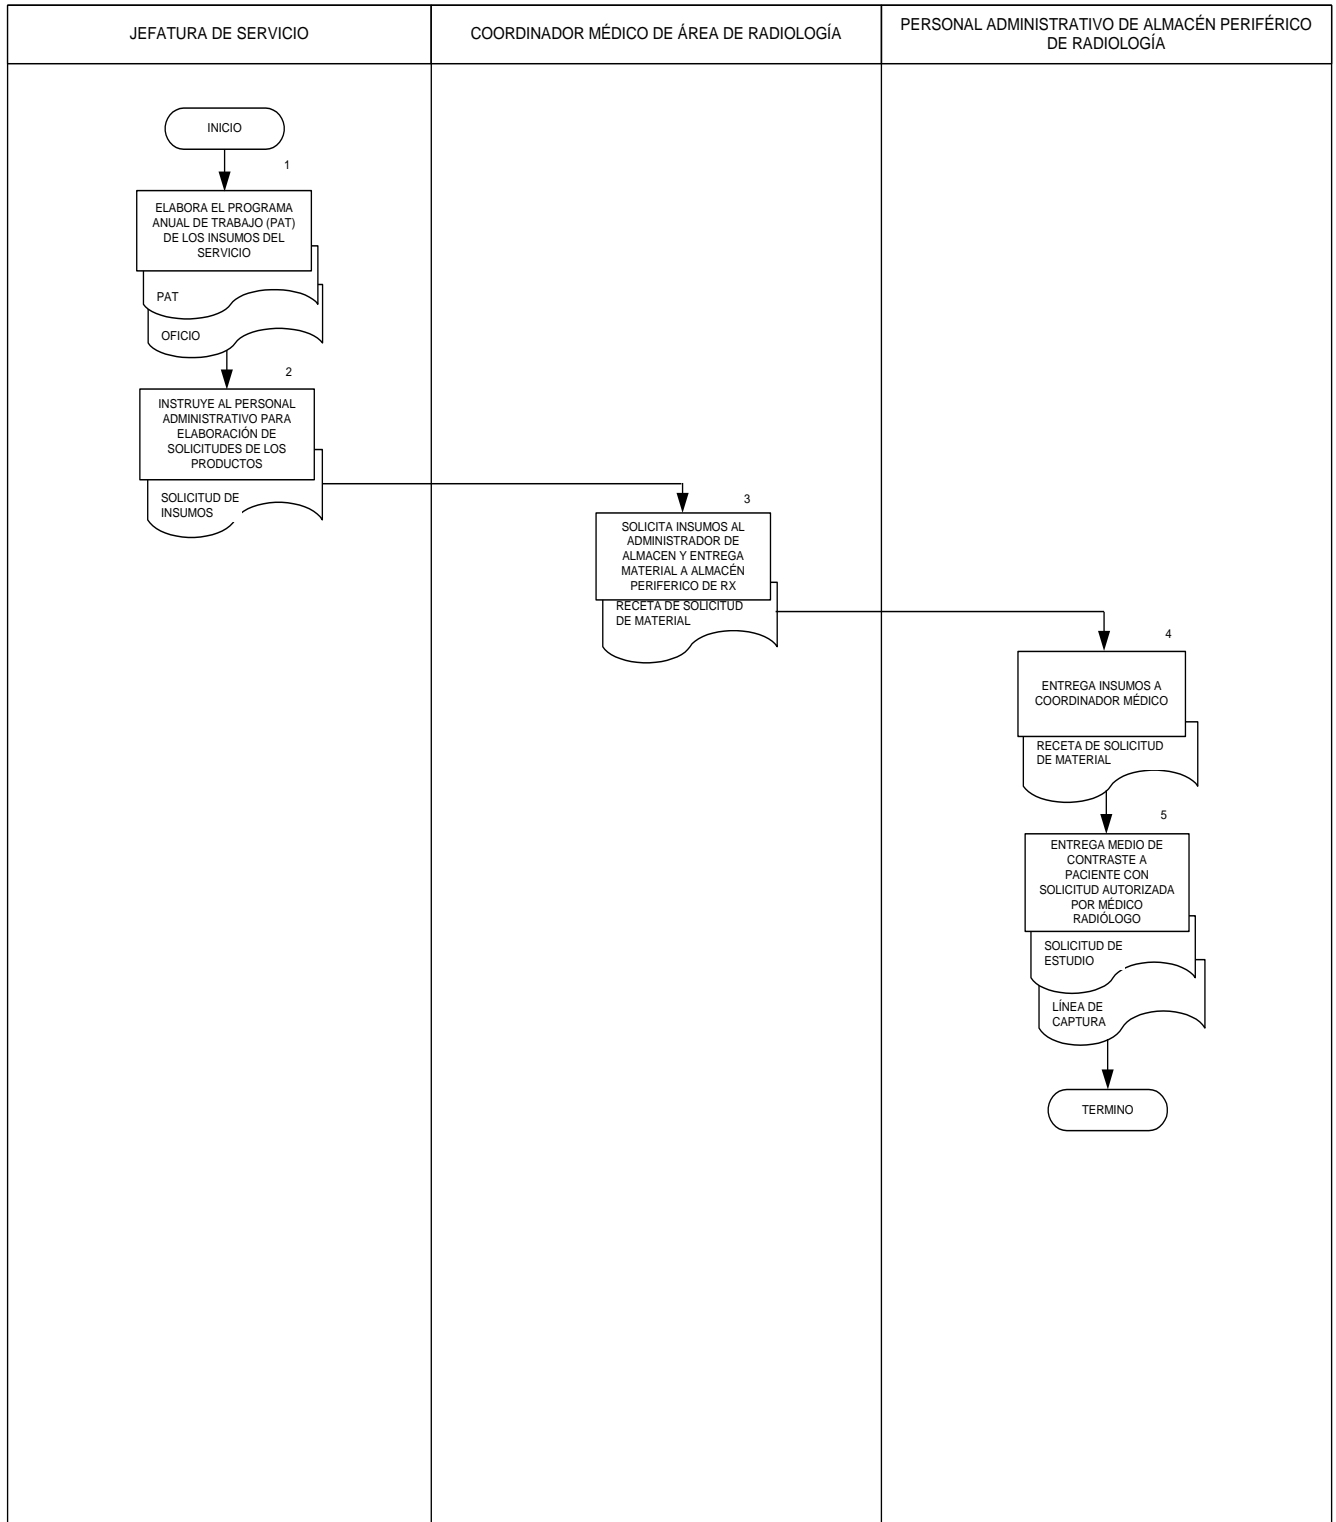 JEFATURA DE SERVICIO
COORDINADOR MÉDICO DE ÁREA DE RADIOLOGÍA
PERSONAL ADMINISTRATIVO DE ALMACÉN PERIFÉRICO
DE RADIOLOGÍA
INICIO
1
ELABORA EL PROGRAMA
ANUAL DE TRABAJO (PAT)
DE LOS INSUMOS DEL
SERVICIO
PAT
OFICIO
2
INSTRUYE AL PERSONAL
ADMINISTRATIVO PARA
ELABORACIÓN DE
SOLICITUDES DE LOS
PRODUCTOS
SOLICITUD DE
INSUMOS
3
SOLICITA INSUMOS AL
ADMINISTRADOR DE
ALMACEN Y ENTREGA
MATERIAL A ALMACÉN
PERIFERICO DE RX
RECETA DE SOLICITUD
DE MATERIAL
4
ENTREGA INSUMOS A
COORDINADOR MÉDICO
RECETA DE SOLICITUD
DE MATERIAL
5
ENTREGA MEDIO DE
CONTRASTE A
PACIENTE CON
SOLICITUD AUTORIZADA
POR MÉDICO
RADIÓLOGO
SOLICITUD DE
ESTUDIO
LÍNEA DE
CAPTURA
TERMINO